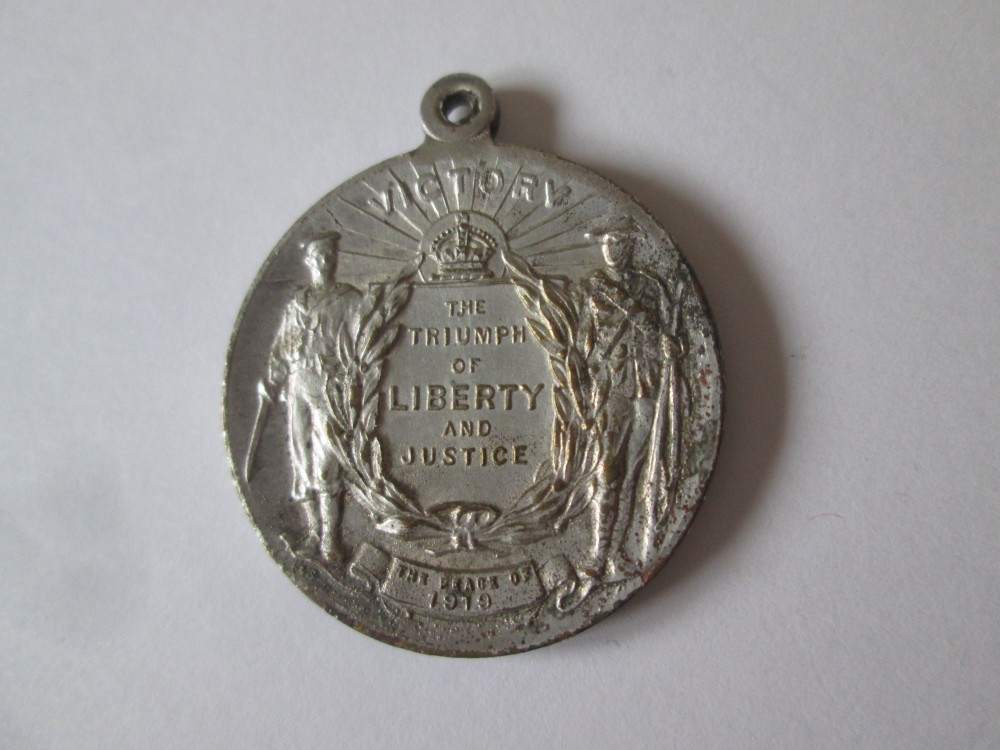 VICTORY
THE
TRIUMPH
OF
LIBERTY
AND
JUSTICE
THE PEACE OF
1919